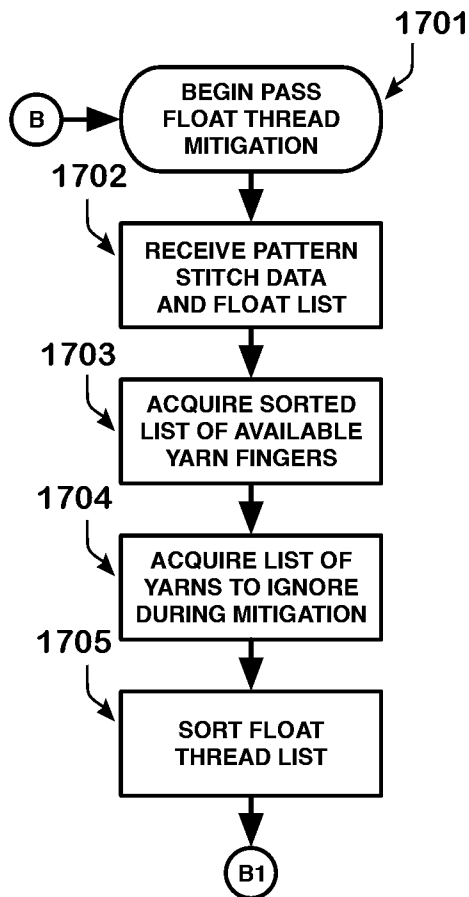 1701
B
BEGIN PASS
FLOAT THREAD
MITIGATION
1702
RECEIVE PATTERN
STITCH DATA
AND FLOAT LIST
1703
ACQUIRE SORTED
LIST OF AVAILABLE
YARN FINGERS
1704
ACQUIRE LIST OF
YARNS TO IGNORE
DURING MITIGATION
1705
SORT FLOAT
THREAD LIST
B1